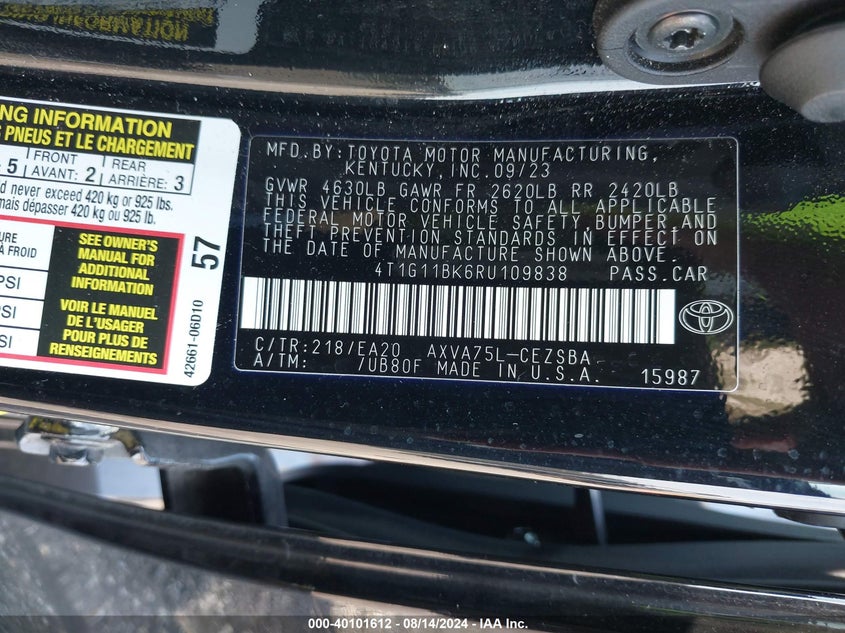 NG INFORMATION
PNEUS ET LE CHARGEMENT
5 FRONT AVANT: 2 REAR ARRIÈRE: 3
d never exceed 420 kg or 925 lbs.
mais dépasser 420 kg ou 925 lb.
URE
À FROID
PSI
PSI
SI
SEE OWNER'S
MANUAL FOR
ADDITIONAL
INFORMATION
VOIR LE MANUEL
DE L'USAGER
POUR PLUS DE
RENSEIGNEMENTS
57
42661-06D10
MFD.BY:TOYOTA MOTOR MANUFACTURING,
KENTUCKY, INC.09/23
GVWR 4630LB GAWR FR 2620LB RR 2420LB
THIS VEHICLE CONFORMS TO ALL APPLICABLE
FEDERAL MOTOR VEHICLE SAFETY, BUMPER AND
THEFT PREVENTION STANDARDS IN EFFECT ON
THE DATE OF MANUFACTURE SHOWN ABOVE.
4T1G11BK6RU109838 PASS.CAR
C/TR:218/EA20 AXVA75L-CEZSBA
A/TM: /UB80F MADE IN U.S.A. 15987
000-40101612 - 08/14/2024 - IAA Inc.